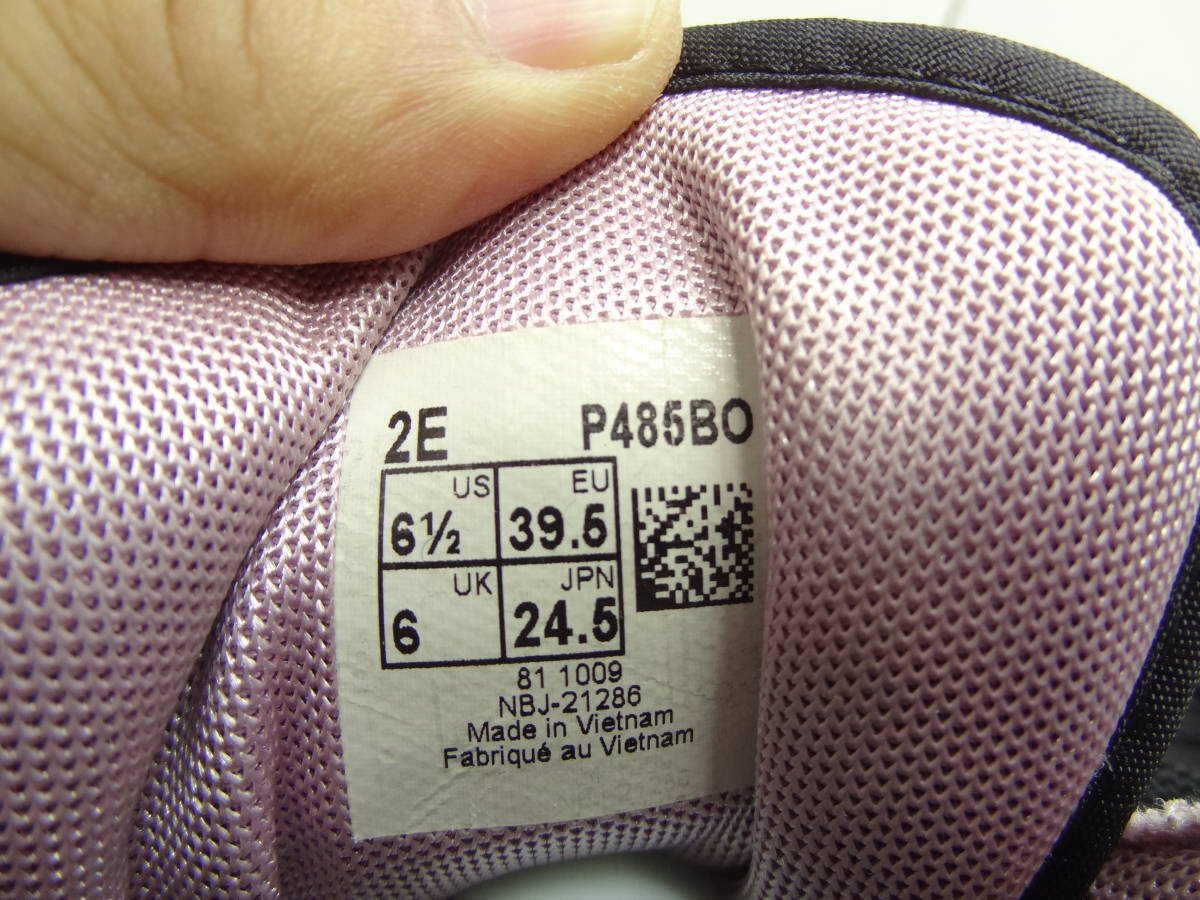 2E P485BO
US EU
6½ 39.5
UK JPN
6 24.5
81 1009
NBJ-21286
Made in Vietnam
Fabriqué au Vietnam